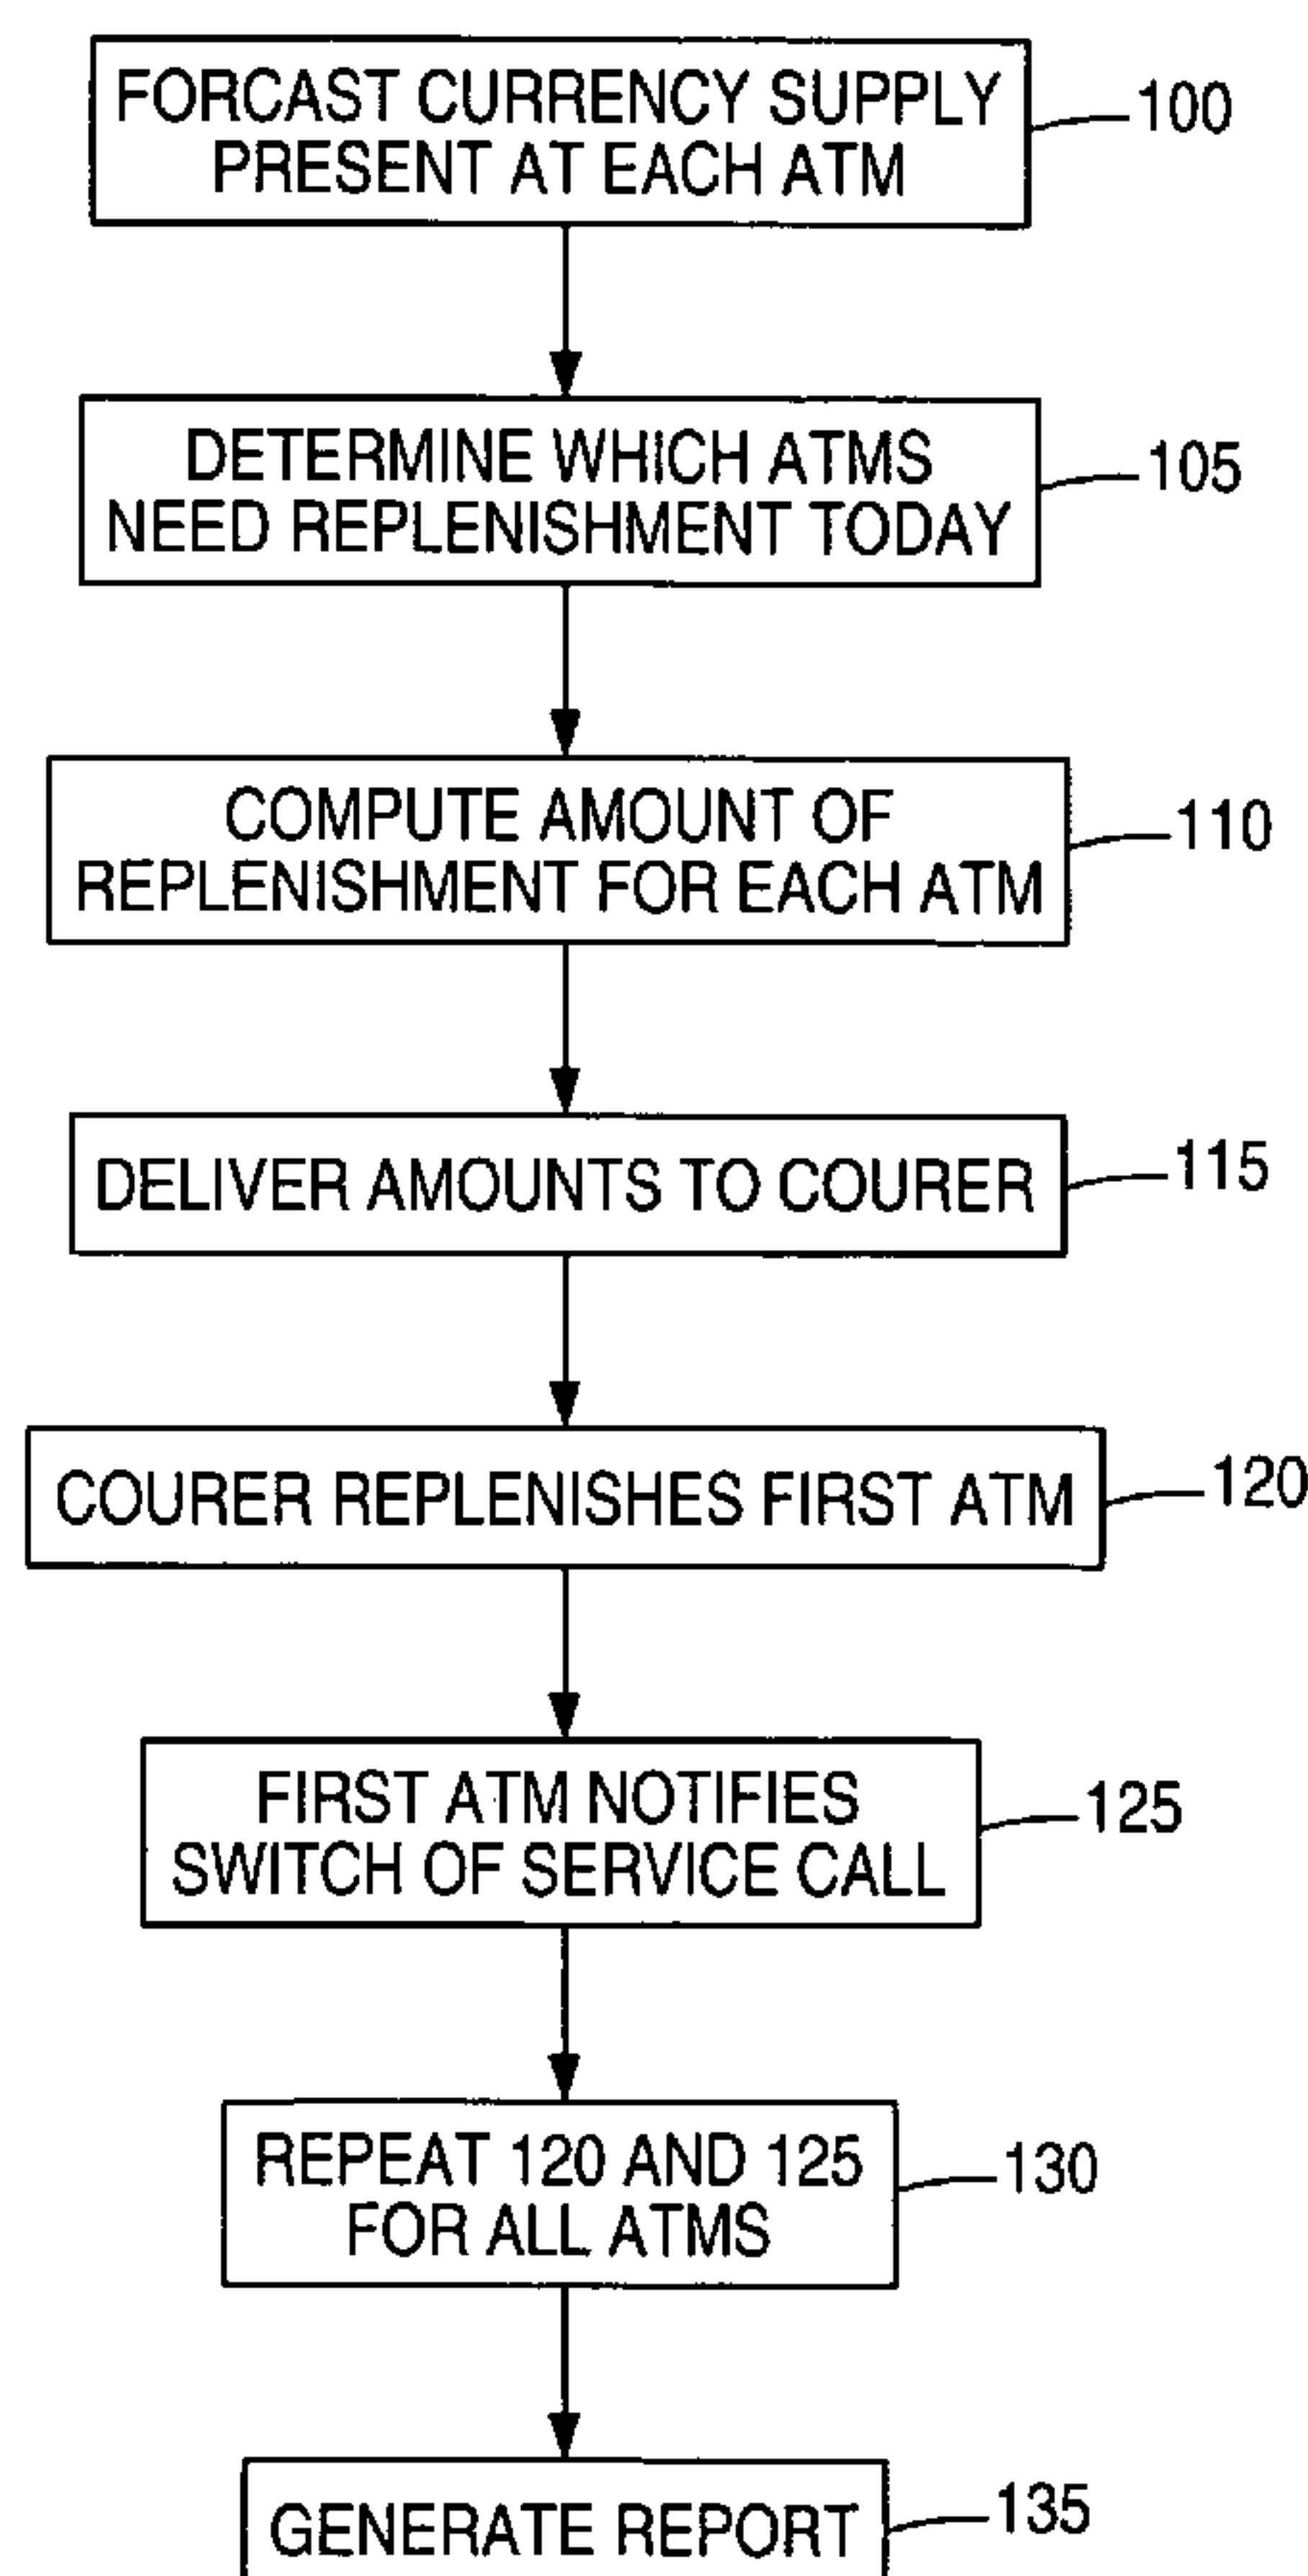 FORCAST CURRENCY SUPPLY
PRESENT AT EACH ATM
100
DETERMINE WHICH ATMS
NEED REPLENISHMENT TODAY
105
COMPUTE AMOUNT OF
REPLENISHMENT FOR EACH ATM
110
DELIVER AMOUNTS TO COURER
115
COURER REPLENISHES FIRST ATM
120
FIRST ATM NOTIFIES
SWITCH OF SERVICE CALL
125
REPEAT 120 AND 125
FOR ALL ATMS
130
GENERATE REPORT
135